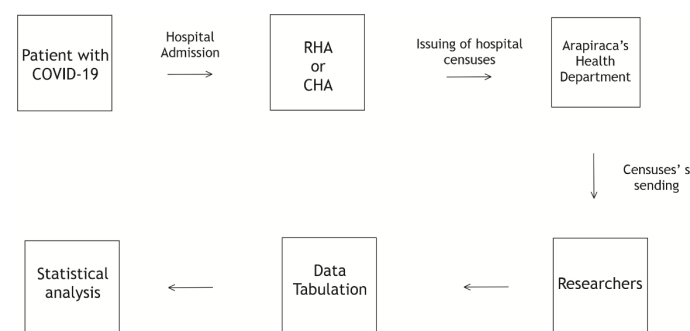 Patient with
COVID-19
Hospital
Admission
RHA
or
CHA
Issuing of hospital
censuses
Arapiraca's
Health
Department
Censuses' s
sending
Researchers
Data
Tabulation
Statistical
analysis